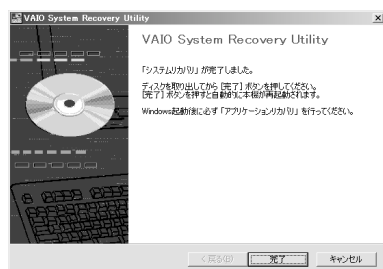 VAIO System Recovery Utility
VAIO System Recovery Utility
「システムリカバリ」が完了しました。
ディスクを取り出してから [完了] ボタンを押してください。
[完了] ボタンを押すと自動的に本機が再起動されます。
Windows起動後に必ず「アプリケーションリカバリ」を行ってください。
< 戻る(B) 完了 キャンセル